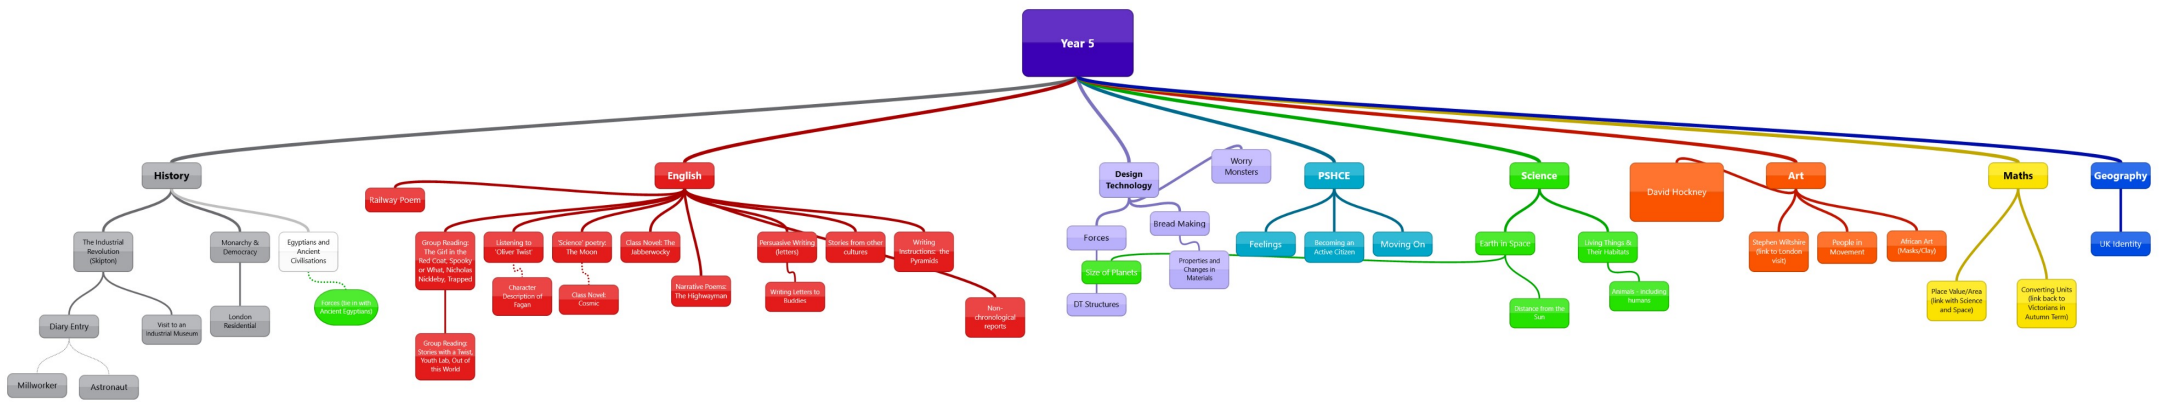 Year 5
History
English
Design
Technology
Worry
Monsters
PSHCE
Science
David Hockney
Art
Maths
Geography
Railway Poem
The Industrial
Revolution
(Skipton)
Monarchy &
Democracy
Egyptians and
Ancient
Civilisations
Group Reading:
The Girl in the
Red Coat, Spooky
or What, Nicholas
Nickleby, Trapped
Listening to
'Oliver Twist'
'Science' poetry:
The Moon
Class Novel: The
Jabberwocky
Persuasive Writing
(letters)
Stories from other
cultures
Writing
Instructions: the
Pyramids
Forces
Bread Making
Feelings
Becoming an
Active Citizen
Moving On
Earth in Space
Living Things &
Their Habitats
Stephen Wiltshire
(link to London
visit)
People in
Movement
African Art
(Masks/Clay)
UK Identity
Forces (tie in with
Ancient Egyptians)
Character
Description of
Fagan
Class Novel:
Cosmic
Narrative Poems:
The Highwayman
Writing Letters to
Buddies
Non-
chronological
reports
Size of Planets
Properties and
Changes in
Materials
DT Structures
Distance from the
Sun
Animals - including
humans
Place Value/Area
(link with Science
and Space)
Converting Units
(link back to
Victorians in
Autumn Term)
Diary Entry
Visit to an
Industrial Museum
London
Residential
Group Reading:
Stories with a Twist,
Youth Lab, Out of
this World
Millworker
Astronaut